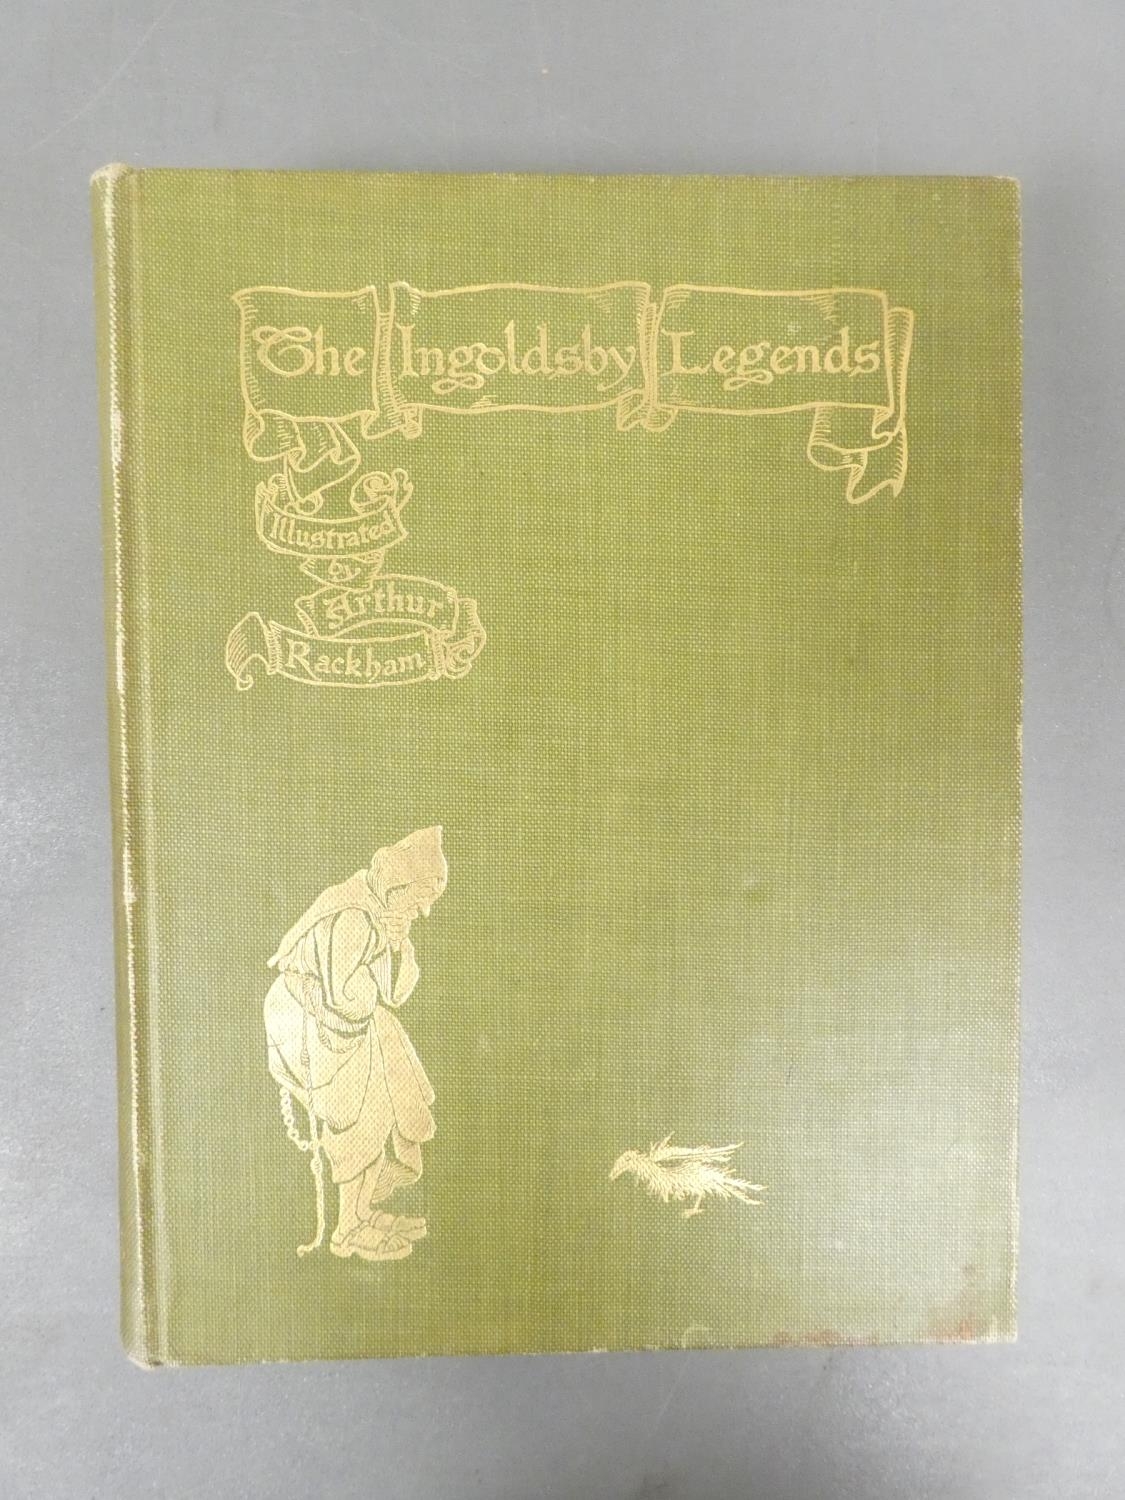 The Ingoldsby Legends
Illustrated
by
Arthur
Rackham